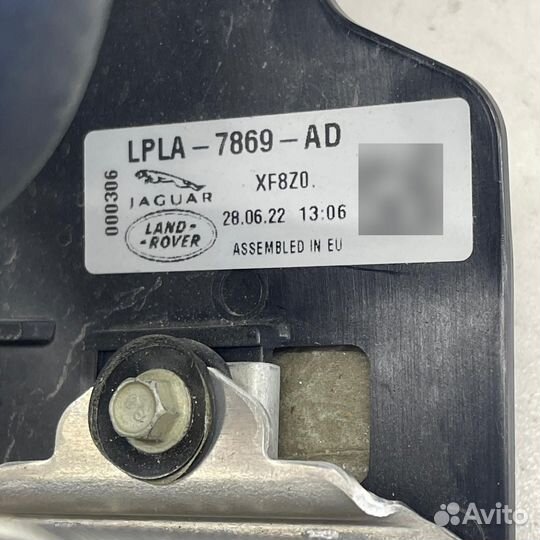 LPLA-7869-AD
000306
XF8Z0.
JAGUAR
28.06.22 13:06
LAND-
-ROVER
ASSEMBLED IN EU
Avito